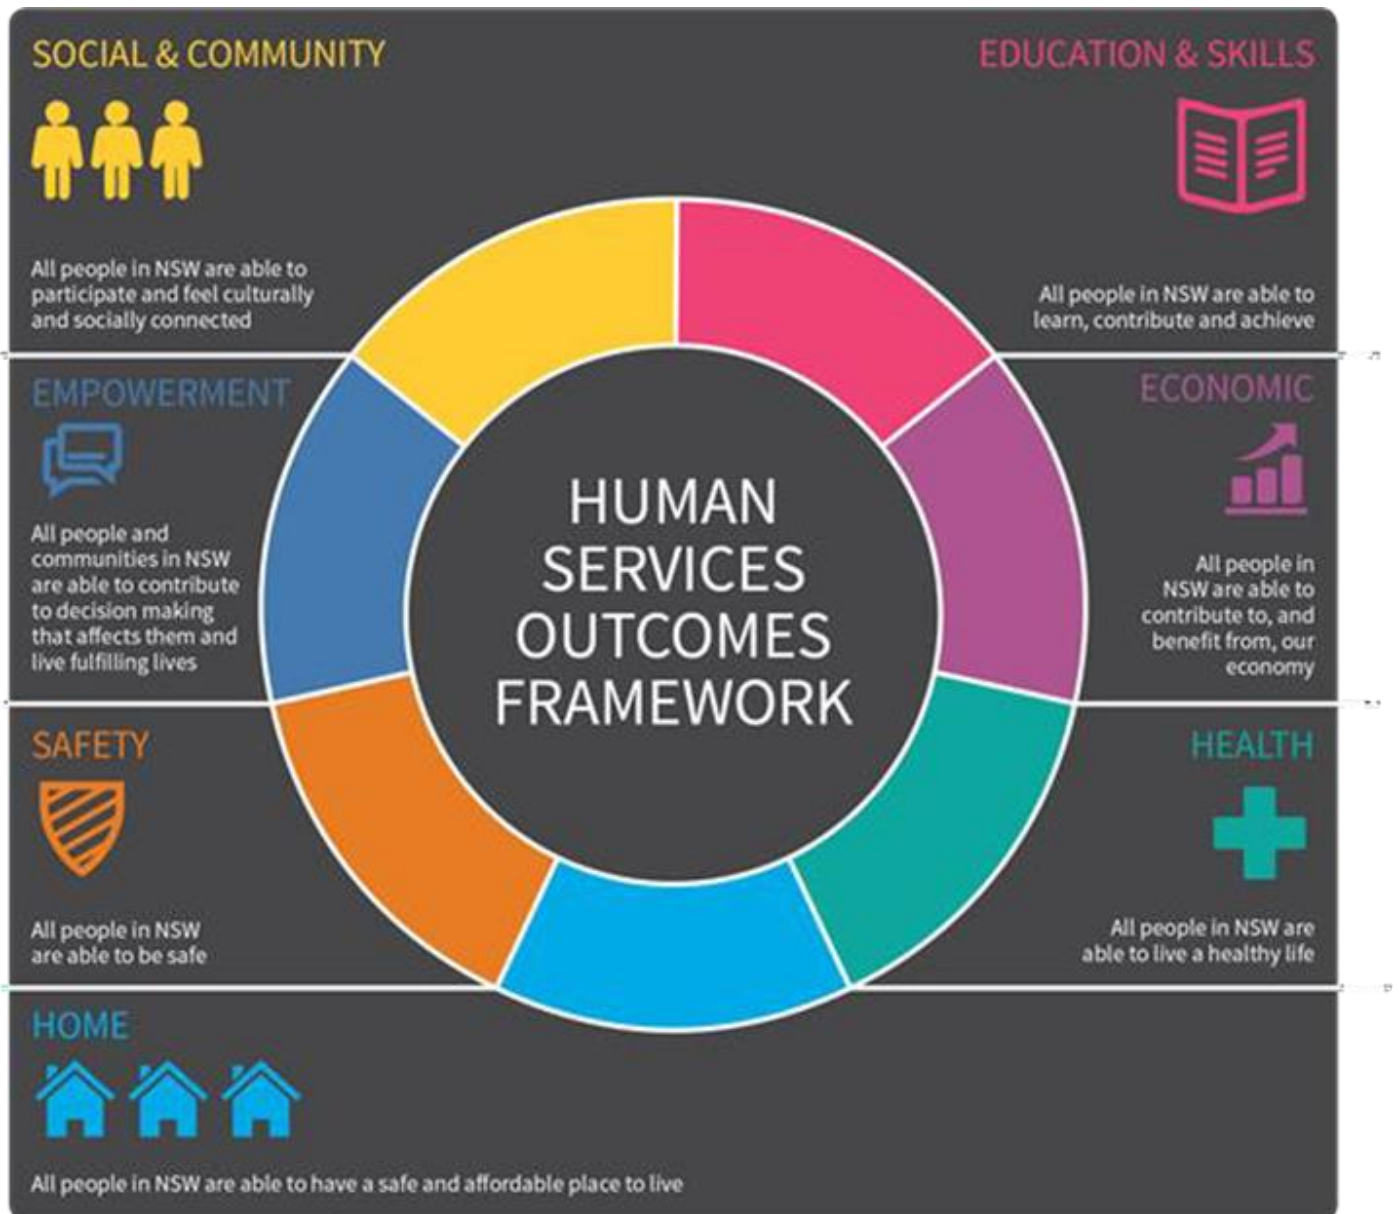 SOCIAL & COMMUNITY
All people in NSW are able to
participate and feel culturally
and socially connected
EDUCATION & SKILLS
All people in NSW are able to
learn, contribute and achieve
EMPOWERMENT
All people and
communities in NSW
are able to contribute
to decision making
that affects them and
live fulfilling lives
HUMAN
SERVICES
OUTCOMES
FRAMEWORK
ECONOMIC
All people in
NSW are able to
contribute to, and
benefit from, our
economy
SAFETY
All people in NSW
are able to be safe
HEALTH
All people in NSW are
able to live a healthy life
HOME
All people in NSW are able to have a safe and affordable place to live